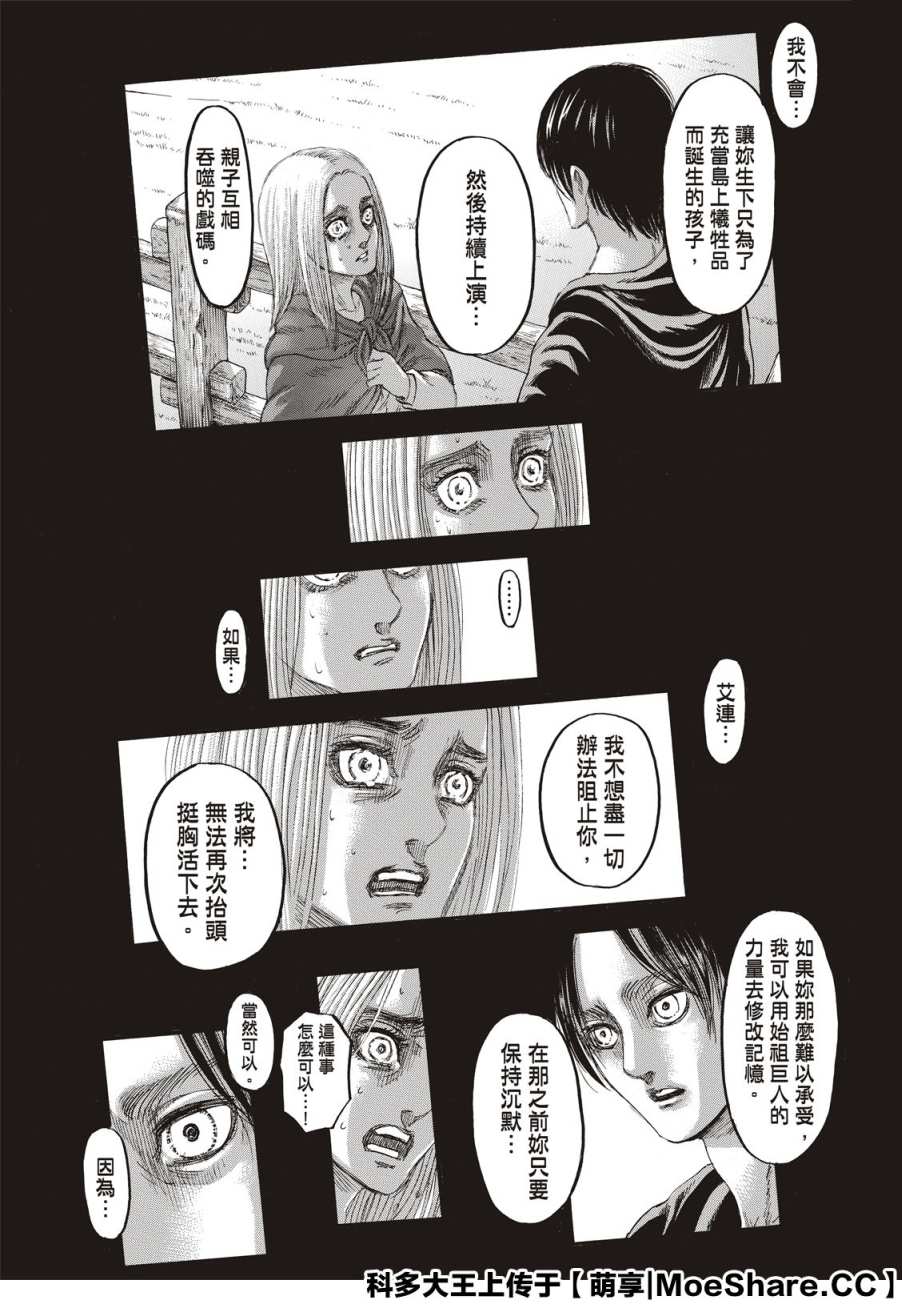 我不會…
讓妳生下只為了
充當島上犧牲品
而誕生的孩子，
然後持續上演…
親子互相
吞噬的戲碼。
……
如果…
艾連…
我不想盡一切
辦法阻止你，
我將…
無法再次抬頭
挺胸活下去。
如果妳那麼難以承受，
我可以用始祖巨人的
力量去修改記憶。
在那之前妳只要
保持沉默…
這種事
怎麼可以…！
當然可以。
因為…
科多大王上传于【萌享|MoeShare.CC】